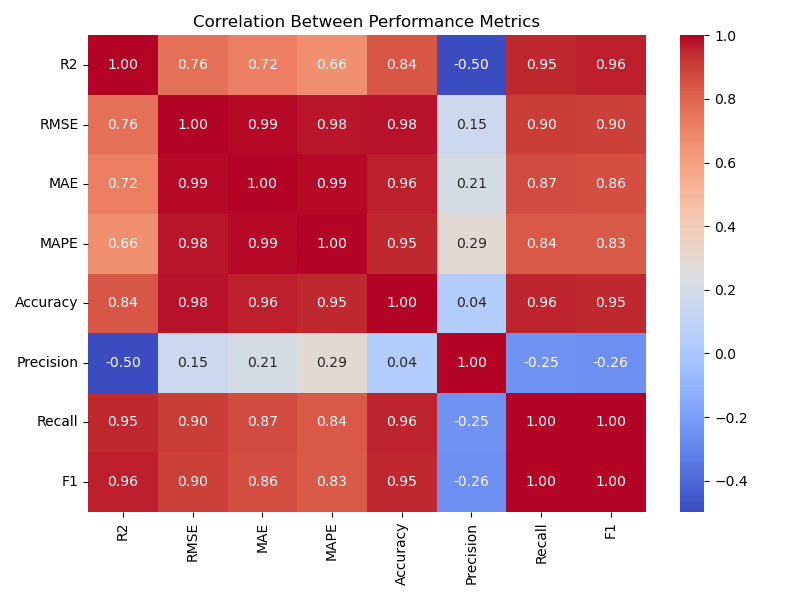 Correlation Between Performance Metrics
R2 1.00 0.76 0.72 0.66 0.84 -0.50 0.95 0.96
RMSE 0.76 1.00 0.99 0.98 0.98 0.15 0.90 0.90
MAE 0.72 0.99 1.00 0.99 0.96 0.21 0.87 0.86
MAPE 0.66 0.98 0.99 1.00 0.95 0.29 0.84 0.83
Accuracy 0.84 0.98 0.96 0.95 1.00 0.04 0.96 0.95
Precision -0.50 0.15 0.21 0.29 0.04 1.00 -0.25 -0.26
Recall 0.95 0.90 0.87 0.84 0.96 -0.25 1.00 1.00
F1 0.96 0.90 0.86 0.83 0.95 -0.26 1.00 1.00
R2 RMSE MAE MAPE Accuracy Precision Recall F1
1.0
0.8
0.6
0.4
0.2
0.0
−0.2
−0.4